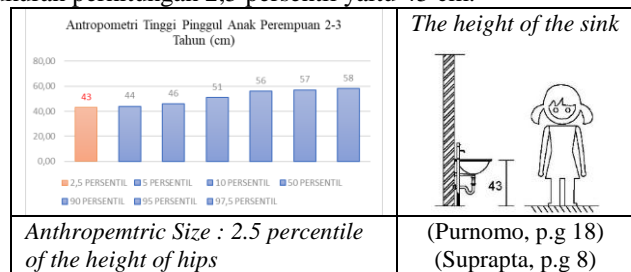 Antropometri Tinggi Pinggul Anak Perempuan 2-3
Tahun (cm)
80,00
60,00
40,00
20,00
0,00
43
44
46
51
56
57
58
2,5 PERSENTIL 5 PERSENTIL 10 PERSENTIL 50 PERSENTIL
90 PERSENTIL 95 PERSENTIL 97,5 PERSENTIL
The height of the sink
43
Anthropemtric Size : 2.5 percentile
of the height of hips
(Purnomo, p.g 18)
(Suprapta, p.g 8)